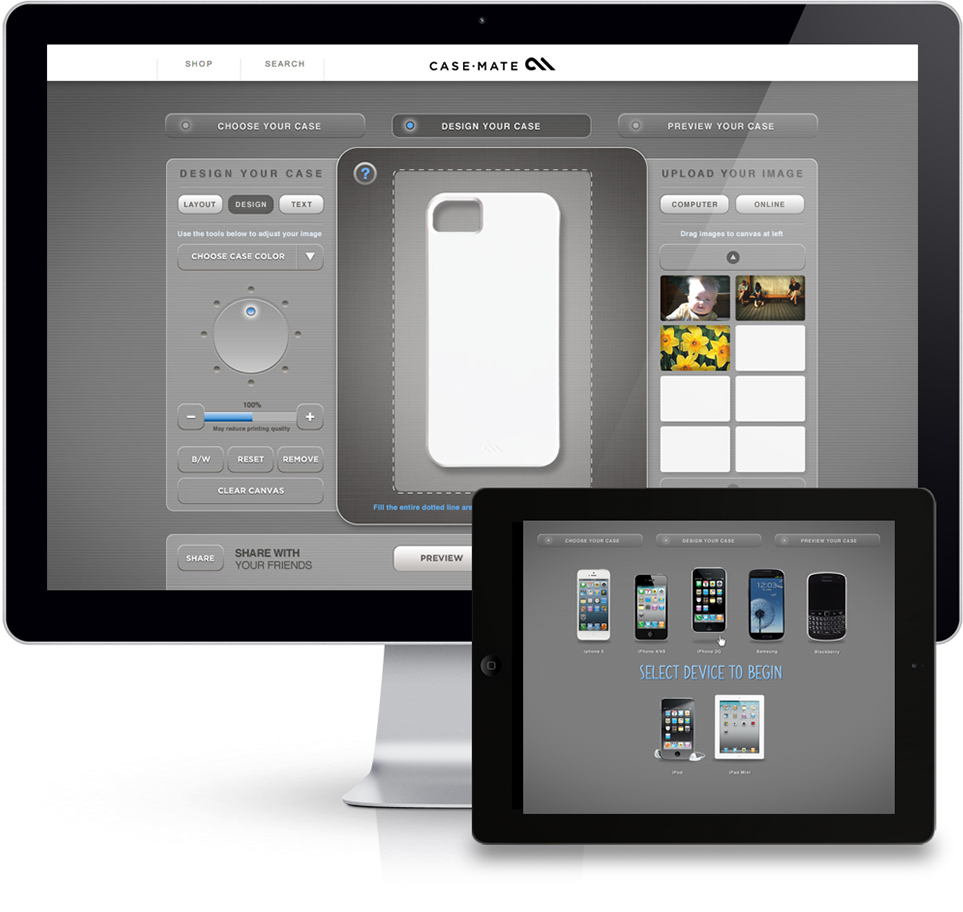 SHOP
SEARCH
CASE·MATE
CHOOSE YOUR CASE
DESIGN YOUR CASE
PREVIEW YOUR CASE
DESIGN YOUR CASE
LAYOUT
DESIGN
TEXT
Use the tools below to adjust your image
CHOOSE CASE COLOR
100%
May reduce printing quality
B/W
RESET
REMOVE
CLEAR CANVAS
?
Fill the entire dotted line are
UPLOAD YOUR IMAGE
COMPUTER
ONLINE
Drag images to canvas at left
SHARE
SHARE WITH
YOUR FRIENDS
PREVIEW
CHOOSE YOUR CASE
DESIGN YOUR CASE
PREVIEW YOUR CASE
iphone 5
iPhone 4/4S
iPhone 3G
Samsung
Blackberry
SELECT DEVICE TO BEGIN
iPod
iPad Mini